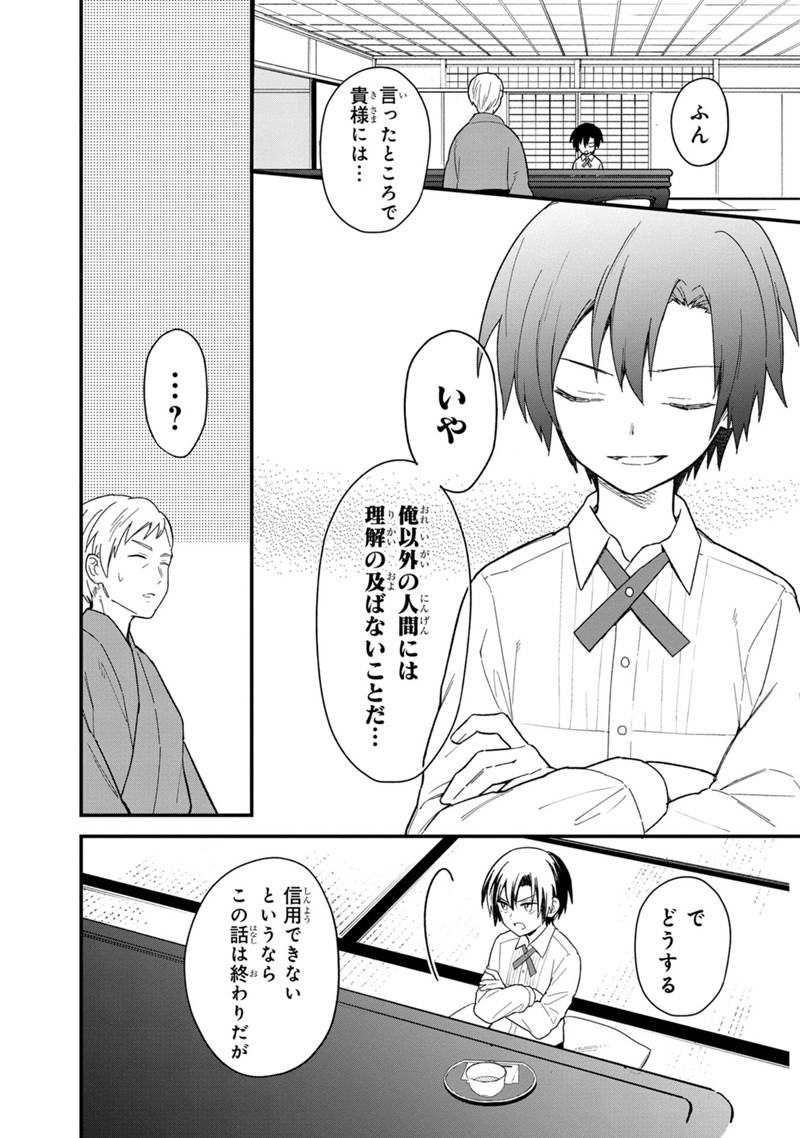 ふん
言ったところで
貴様には…
いや
俺以外の人間には
理解の及ばないことだ…
…？
で
どうする
信用できない
というなら
この話は終わりだが